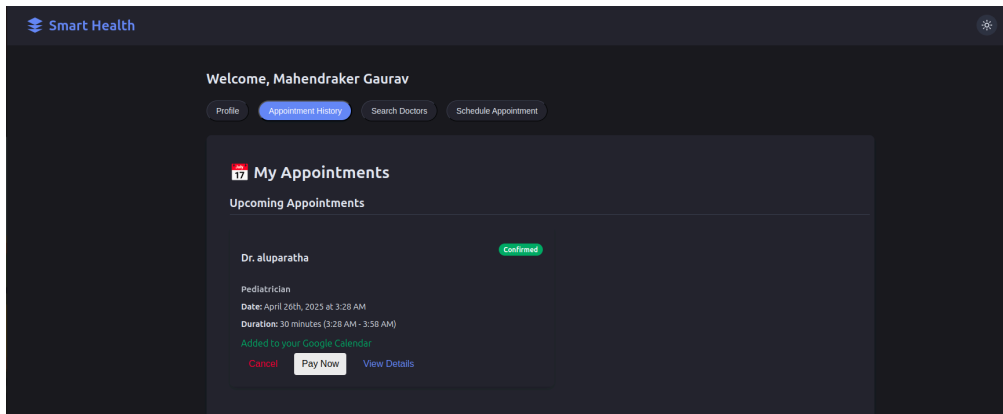 Smart Health
Welcome, Mahendraker Gaurav
Profile Appointment History Search Doctors Schedule Appointment
July
17 My Appointments
Upcoming Appointments
Dr. aluparatha Confirmed
Pediatrician
Date: April 26th, 2025 at 3:28 AM
Duration: 30 minutes (3:28 AM - 3:58 AM)
Added to your Google Calendar
Cancel Pay Now View Details